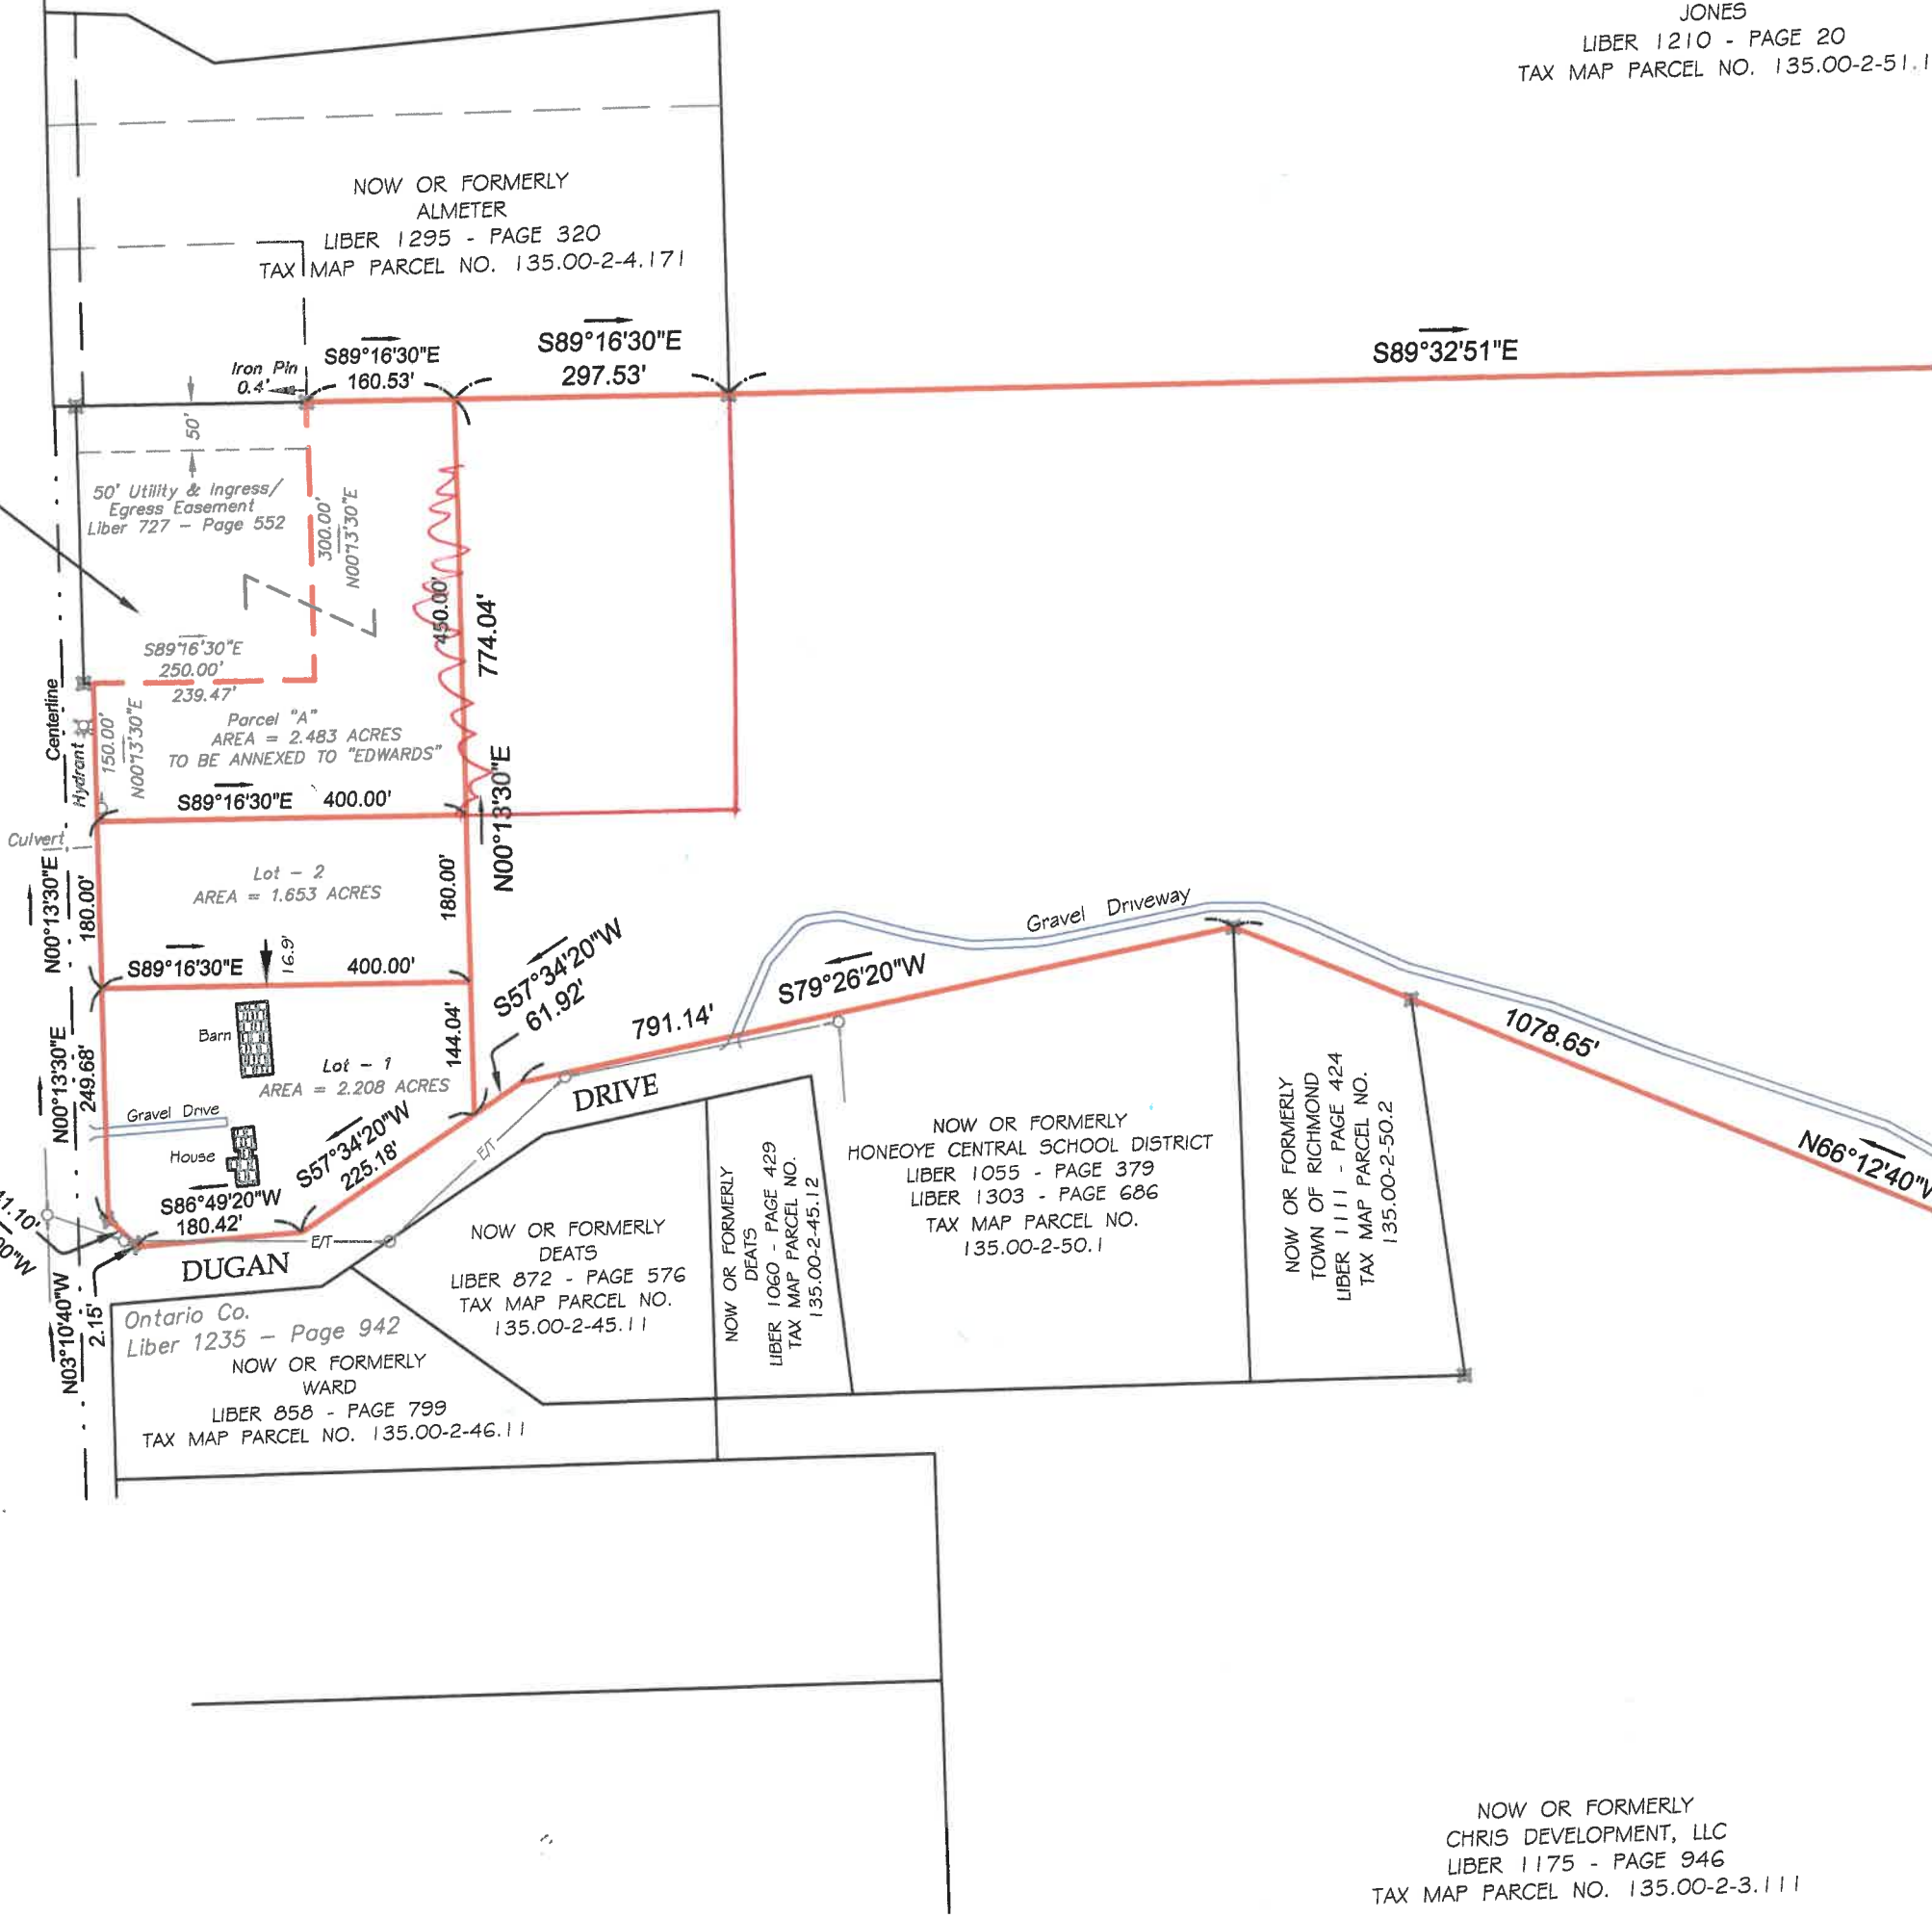 JONES
LIBER 1210 - PAGE 20
TAX MAP PARCEL NO. 135.00-2-51.1
NOW OR FORMERLY
ALMETER
LIBER 1295 - PAGE 320
TAX MAP PARCEL NO. 135.00-2-4.171
S89°16'30"E
160.53'
S89°16'30"E
297.53'
S89°32'51"E
Iron Pin
0.4'
50'
50' Utility & Ingress/
Egress Easement
Liber 727 - Page 552
300.00'
N00°13'30"E
450.00'
774.04'
N00°13'30"E
S89°16'30"E
250.00'
239.47'
Centerline
Hydrant
150.00'
N00°13'30"E
Parcel "A"
AREA = 2.483 ACRES
TO BE ANNEXED TO "EDWARDS"
S89°16'30"E 400.00'
Culvert
N00°13'30"E
180.00'
Lot - 2
AREA = 1.653 ACRES
180.00'
S89°16'30"E
16.9'
400.00'
N00°13'30"E
249.68'
Barn
Lot - 1
AREA = 2.208 ACRES
144.04'
Gravel Drive
House
S57°34'20"W
61.92'
791.14'
S79°26'20"W
Gravel Driveway
1078.65'
N66°12'40"W
S57°34'20"W
225.18'
S86°49'20"W
180.42'
E/T
E/T
DUGAN
DRIVE
N03°10'40"W
2.15'
Ontario Co.
Liber 1235 - Page 942
NOW OR FORMERLY
WARD
LIBER 858 - PAGE 799
TAX MAP PARCEL NO. 135.00-2-46.11
NOW OR FORMERLY
DEATS
LIBER 872 - PAGE 576
TAX MAP PARCEL NO.
135.00-2-45.11
NOW OR FORMERLY
DEATS
LIBER 1060 - PAGE 429
TAX MAP PARCEL NO.
135.00-2-45.12
NOW OR FORMERLY
HONEOYE CENTRAL SCHOOL DISTRICT
LIBER 1055 - PAGE 379
LIBER 1303 - PAGE 686
TAX MAP PARCEL NO.
135.00-2-50.1
NOW OR FORMERLY
TOWN OF RICHMOND
LIBER 1111 - PAGE 424
TAX MAP PARCEL NO.
135.00-2-50.2
NOW OR FORMERLY
CHRIS DEVELOPMENT, LLC
LIBER 1175 - PAGE 946
TAX MAP PARCEL NO. 135.00-2-3.111